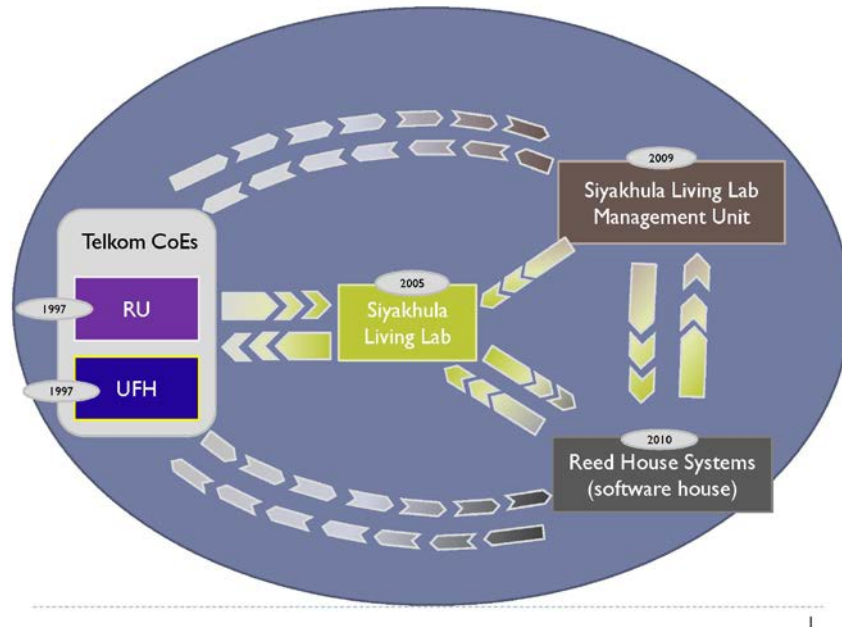 2009
Siyakhula Living Lab
Management Unit
Telkom CoEs
1997
RU
2005
Siyakhula
Living Lab
1997
UFH
2010
Reed House Systems
(software house)